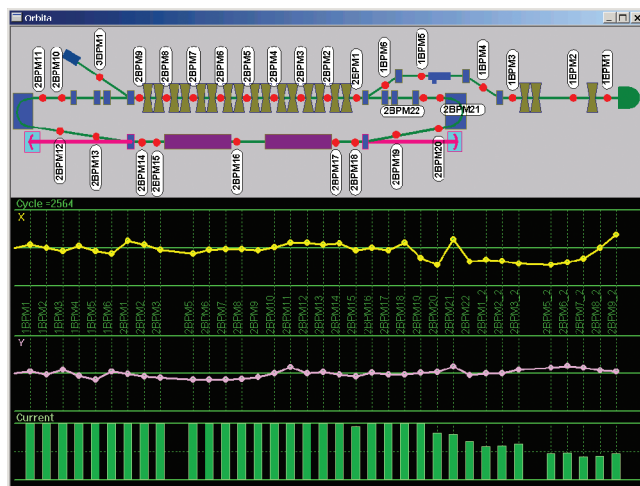 Orbita
2BPM11
2BPM10
3BPM1
2BPM9
2BPM8
2BPM7
2BPM6
2BPM5
2BPM4
2BPM3
2BPM2
2BPM1
1BPM6
1BPM5
1BPM4
1BPM3
1BPM2
1BPM1
2BPM22
2BPM21
2BPM12
2BPM13
2BPM14
2BPM15
2BPM16
2BPM17
2BPM18
2BPM19
2BPM20
Cycle =2564
X
1BPM1
1BPM2
1BPM3
1BPM4
1BPM5
1BPM6
2BPM1
2BPM2
2BPM3
2BPM5
2BPM6
2BPM7
2BPM8
2BPM9
2BPM10
2BPM11
2BPM12
2BPM13
2BPM14
2BPM15
2BPM16
2BPM17
2BPM18
2BPM19
2BPM20
2BPM21
2BPM22
2BPM1_2
2BPM2_2
2BPM3_2
2BPM5_2
2BPM6_2
2BPM7_2
2BPM8_2
2BPM9_2
Y
Current